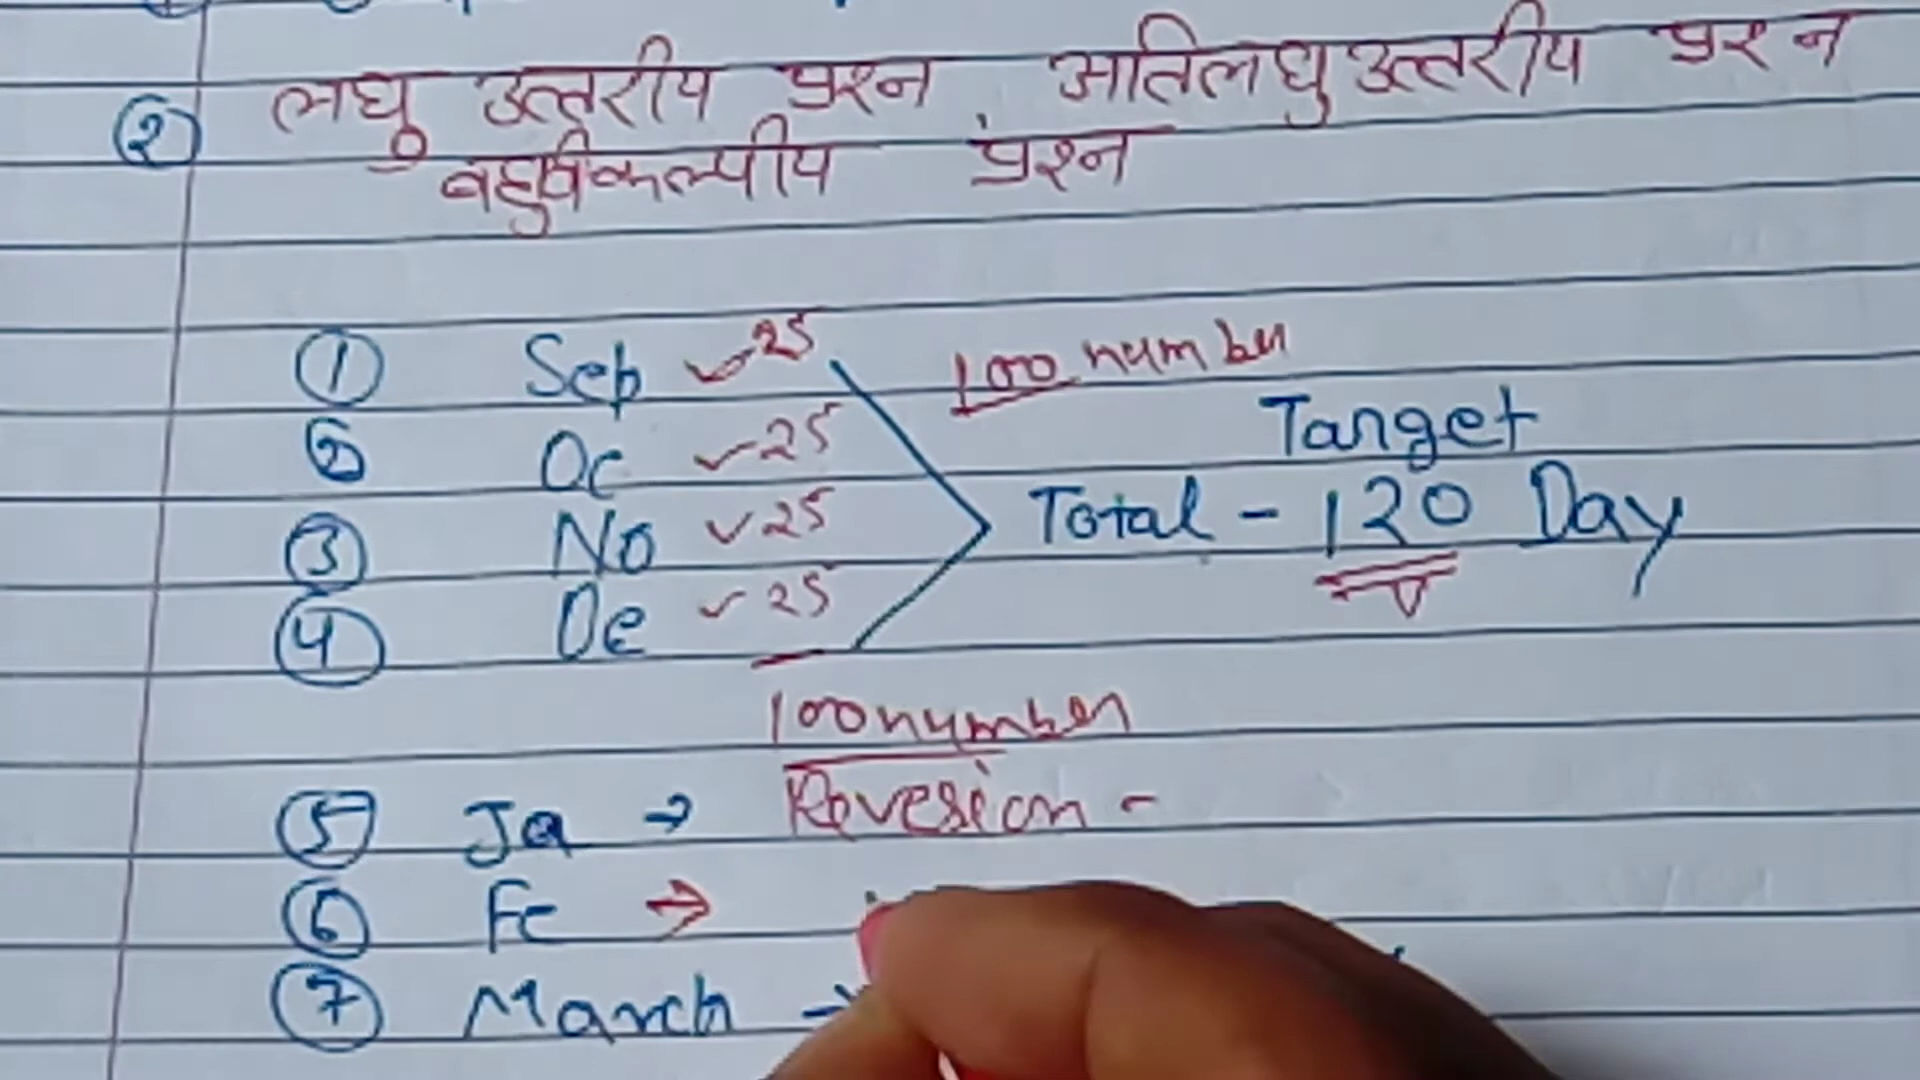 २ लघु उत्तरीय प्रश्न अतिलघु उत्तरीय प्रश्न
बहुविकल्पीय प्रश्न
1 Sep ✓ 25 100 number
2 Oc ✓ 25 Target
3 No ✓ 25 Total - 120 Day
4 De ✓ 25
100 number
5 Ja → Revesion -
6 Fe →
7 March →